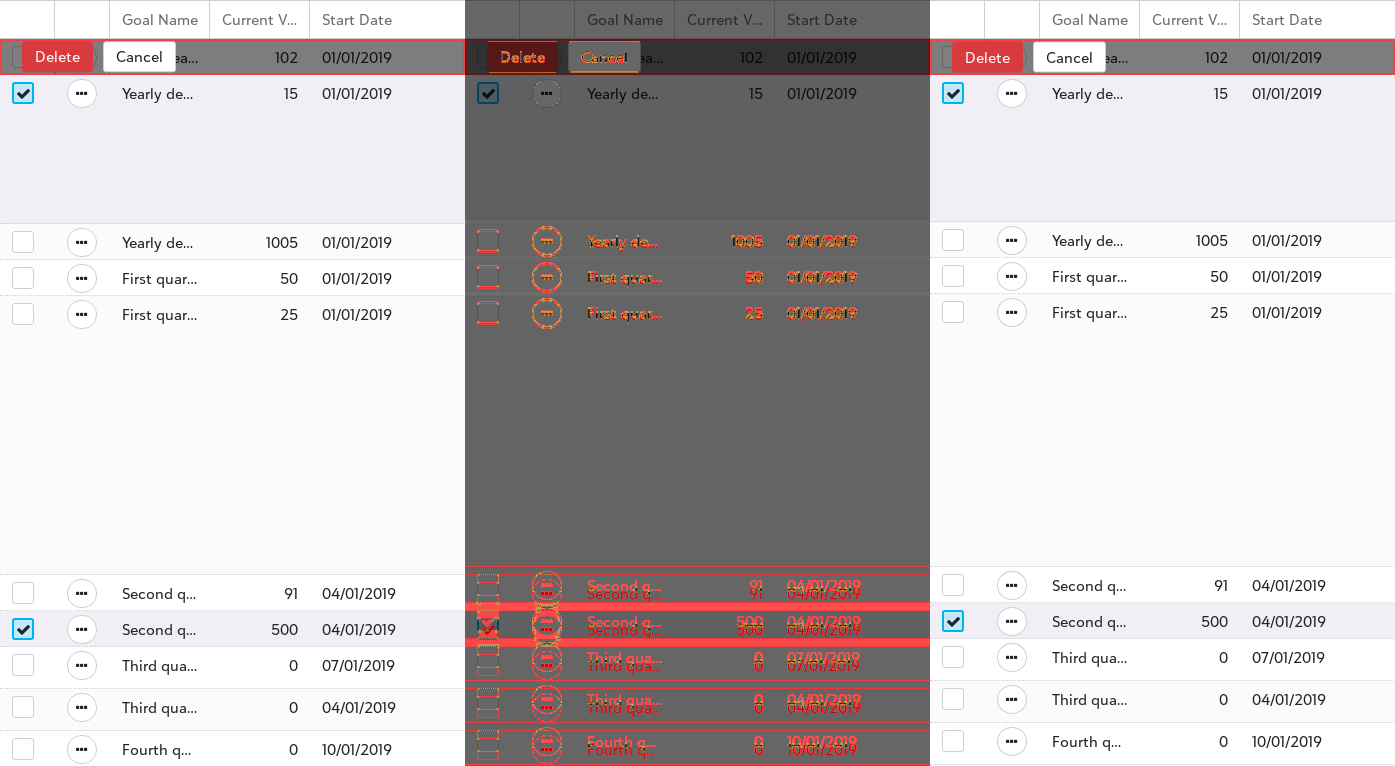 Goal Name Current V... Start Date Goal Name Current V... Start Date Goal Name Current V... Start Date
Delete Cancel ea... 102 01/01/2019 Delete Cancel ea... 102 01/01/2019 Delete Cancel ea... 102 01/01/2019
Yearly de... 15 01/01/2019 Yearly de... 15 01/01/2019 Yearly de... 15 01/01/2019
Yearly de... 1005 01/01/2019 Yearly de... 1005 01/01/2019 Yearly de... 1005 01/01/2019
First quar... 50 01/01/2019 First quar... 50 01/01/2019 First quar... 50 01/01/2019
First quar... 25 01/01/2019 First quar... 25 01/01/2019 First quar... 25 01/01/2019
Second q... 91 04/01/2019 Second q... 91 04/01/2019 Second q... 91 04/01/2019
Second q... 500 04/01/2019 Second q... 500 04/01/2019 Second q... 500 04/01/2019
Third qua... 0 07/01/2019 Third qua... 0 07/01/2019 Third qua... 0 07/01/2019
Third qua... 0 04/01/2019 Third qua... 0 04/01/2019 Third qua... 0 04/01/2019
Fourth q... 0 10/01/2019 Fourth q... 0 10/01/2019 Fourth q... 0 10/01/2019